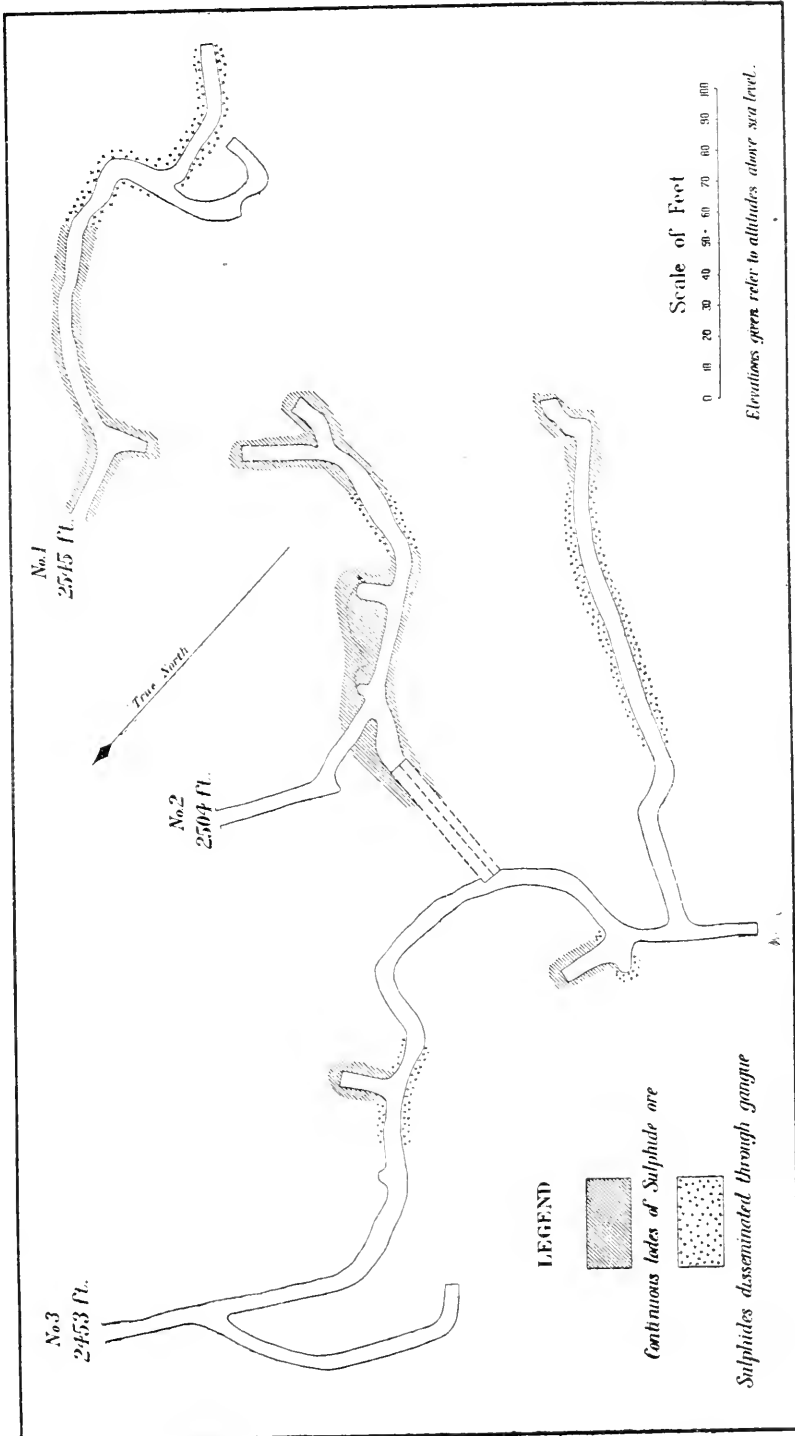 No.1
2545 ft.
True North
No.2
2504 ft.
No.3
2453 ft.
Scale of Feet
0 10 20 30 40 50 60 70 80 90 100
Elevations given refer to altitudes above sea level.
LEGEND
Continuous lodes of Sulphide ore
Sulphides disseminated through gangue